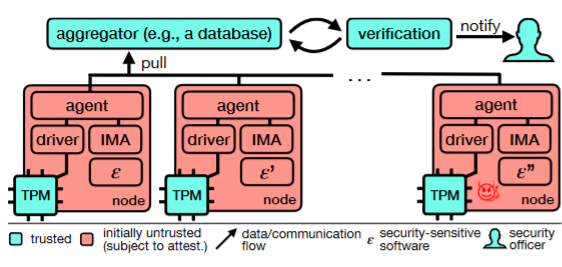 aggregator (e.g., a database)
verification
notify
pull
...
agent
agent
agent
driver
IMA
driver
IMA
driver
IMA
ε
ε’
ε”
TPM
node
TPM
node
TPM
node
trusted
initially untrusted
(subject to attest.)
data/communication
flow
ε security-sensitive
software
security
officer